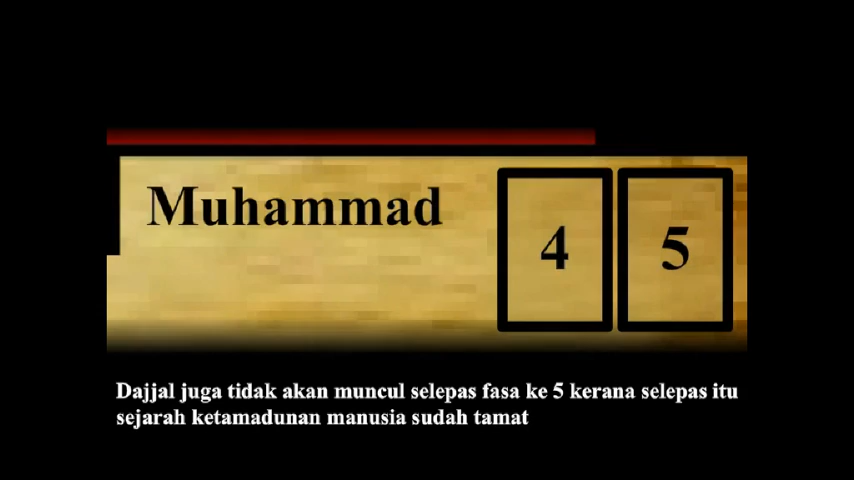 Muhammad
4 5
Dajjal juga tidak akan muncul selepas fasa ke 5 kerana selepas itu
sejarah ketamadunan manusia sudah tamat